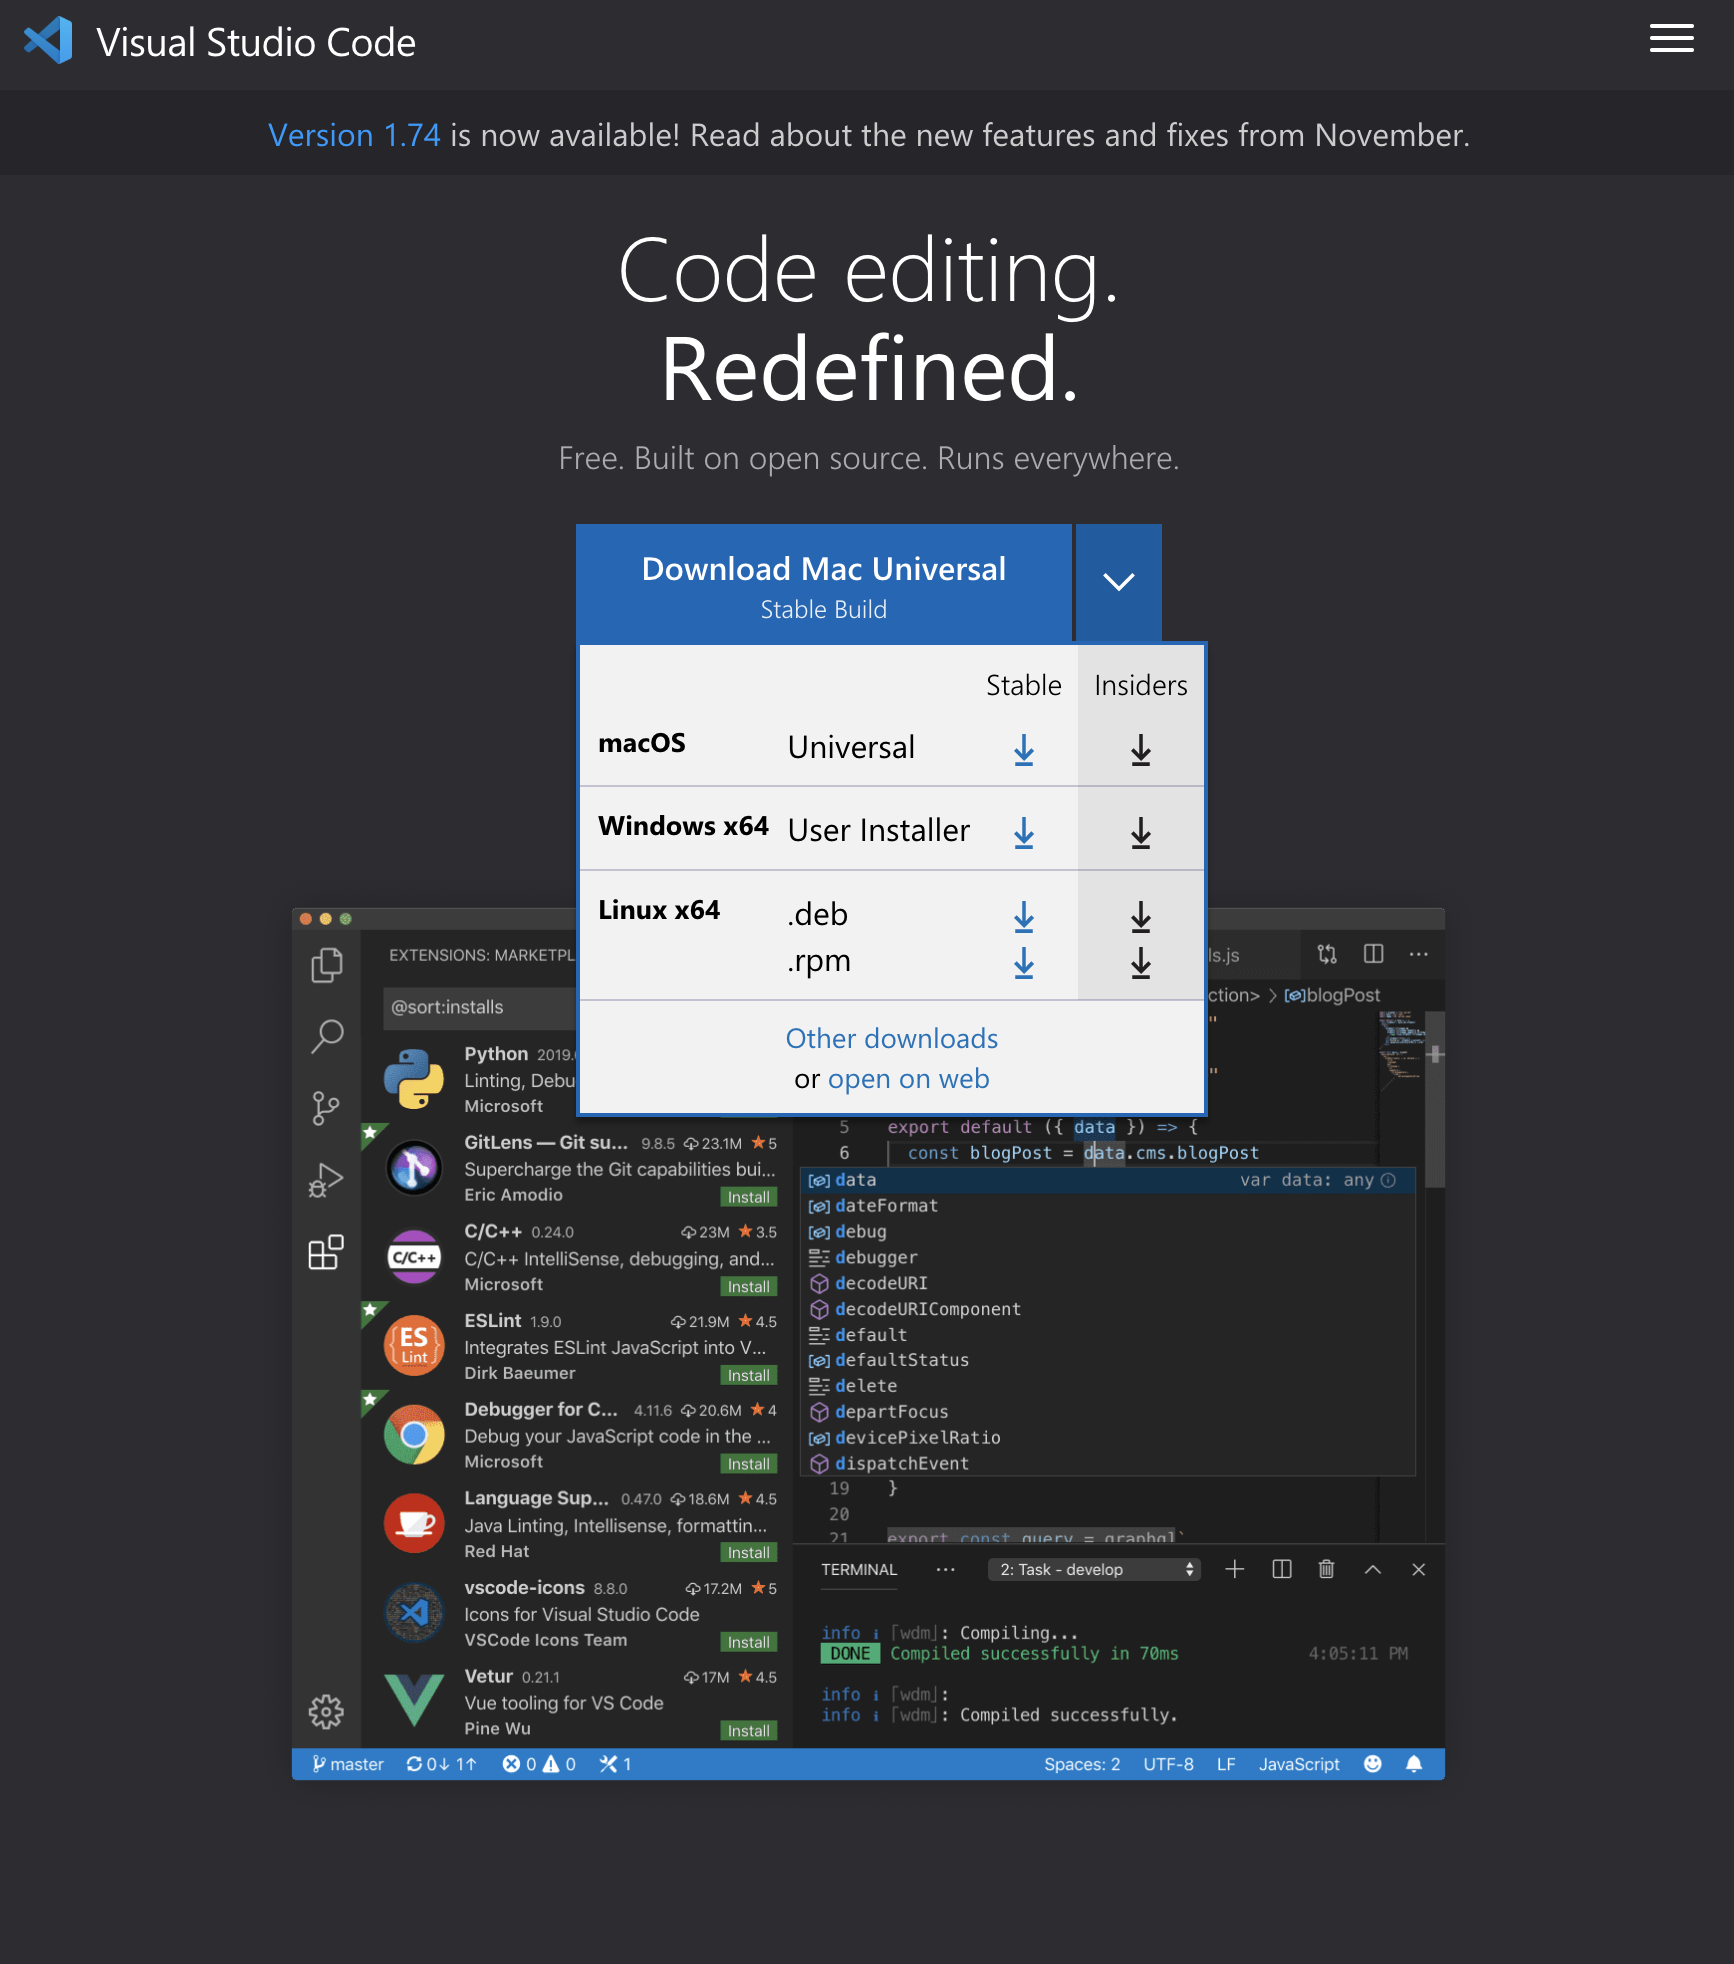 Visual Studio Code
Version 1.74 is now available! Read about the new features and fixes from November.
Code editing.
Redefined.
Free. Built on open source. Runs everywhere.
Download Mac Universal
Stable Build
Stable Insiders
macOS Universal
Windows x64 User Installer
Linux x64 .deb
.rpm
Other downloads
or open on web
EXTENSIONS: MARKETPL
@sort:installs
Python 2019.
Linting, Debu
Microsoft
GitLens — Git su... 9.8.5 23.1M 5
Supercharge the Git capabilities bui...
Eric Amodio Install
C/C++
C/C++ 0.24.0 23M 3.5
C/C++ IntelliSense, debugging, and...
Microsoft Install
ES
Lint
ESLint 1.9.0 21.9M 4.5
Integrates ESLint JavaScript into V...
Dirk Baeumer Install
Debugger for C... 4.11.6 20.6M 4
Debug your JavaScript code in the ...
Microsoft Install
Language Sup... 0.47.0 18.6M 4.5
Java Linting, Intellisense, formattin...
Red Hat Install
vscode-icons 8.8.0 17.2M 5
Icons for Visual Studio Code
VSCode Icons Team Install
Vetur 0.21.1 17M 4.5
Vue tooling for VS Code
Pine Wu Install
ls.js
ction> > blogPost
"
"
5 export default ({ data }) => {
6 const blogPost = data.cms.blogPost
data var data: any
dateFormat
debug
debugger
decodeURI
decodeURIComponent
default
defaultStatus
delete
departFocus
devicePixelRatio
dispatchEvent
19 }
20
21 export const query = graphql`
TERMINAL ... 2: Task - develop
info i ｢wdm｣: Compiling...
DONE Compiled successfully in 70ms 4:05:11 PM
info i ｢wdm｣:
info i ｢wdm｣: Compiled successfully.
master 0↓ 1↑ 0 0 1 Spaces: 2 UTF-8 LF JavaScript